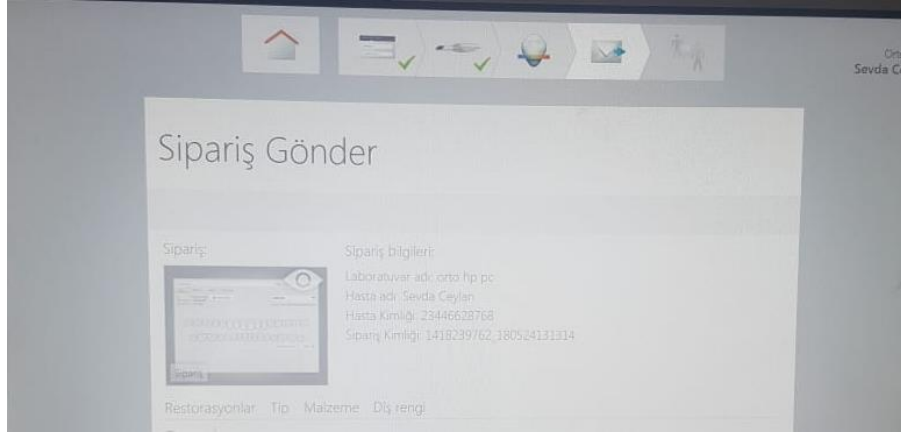 Sevda
Sipariş Gönder
Sipariş:
Sipariş bilgileri:
Laboratuvar adı: orto hp pc
Hasta adı: Sevda Ceylan
Hasta Kimliği: 23446628768
Sipariş Kimliği: 1418239762_180524131314
Sipariş
Restorasyonlar Tip Malzeme Diş rengi